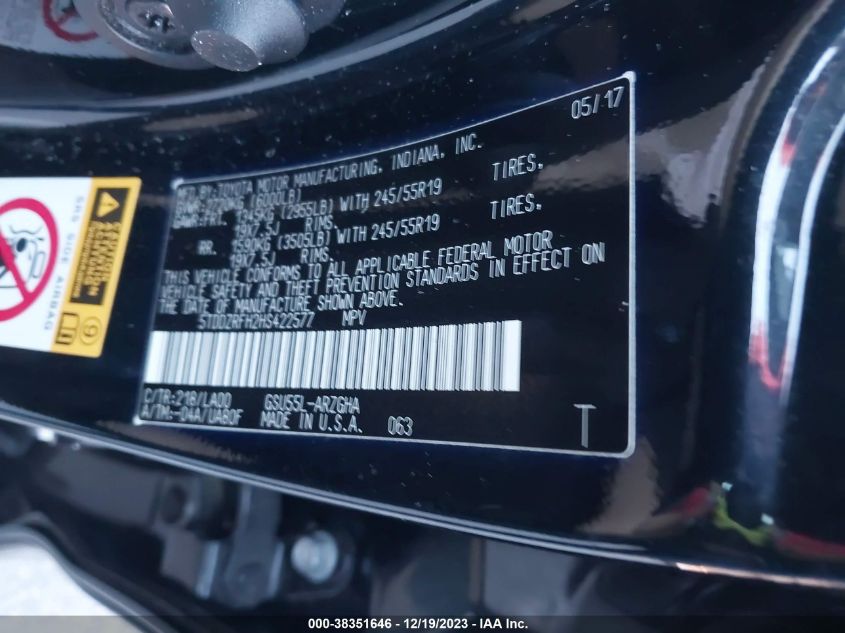 05/17
MFD.BY:TOYOTA MOTOR MANUFACTURING, INDIANA, INC.
GVWR: 2720KG (6000LB)
GAWR:FRT. 1345KG (2965LB) WITH 245/55R19 TIRES,
19X7.5J RIMS.
RR. 1590KG (3505LB) WITH 245/55R19 TIRES,
19X7.5J RIMS.
THIS VEHICLE CONFORMS TO ALL APPLICABLE FEDERAL MOTOR
VEHICLE SAFETY AND THEFT PREVENTION STANDARDS IN EFFECT ON
THE DATE OF MANUFACTURE SHOWN ABOVE.
5TDDZRFH2HS422577 MPV
C/TR:218/LA00 GSU55L-ARZGHA
A/TM:-04A/UA80F MADE IN U.S.A. 063
T
SRS SIDE AIRBAG
000-38351646 - 12/19/2023 - IAA Inc.